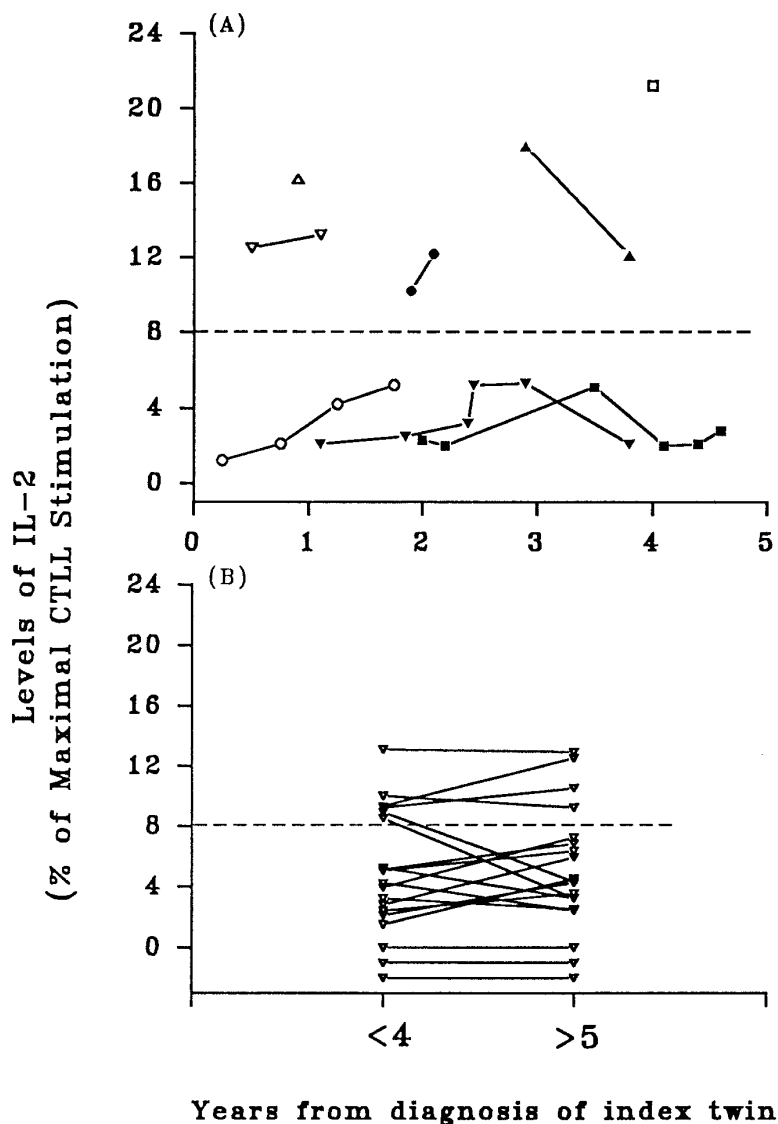 (A)
24
20
16
12
8
4
0
0 1 2 3 4 5
Levels of IL-2
(% of Maximal CTLL Stimulation)
(B)
24
20
16
12
8
4
0
<4 >5
Years from diagnosis of index twin